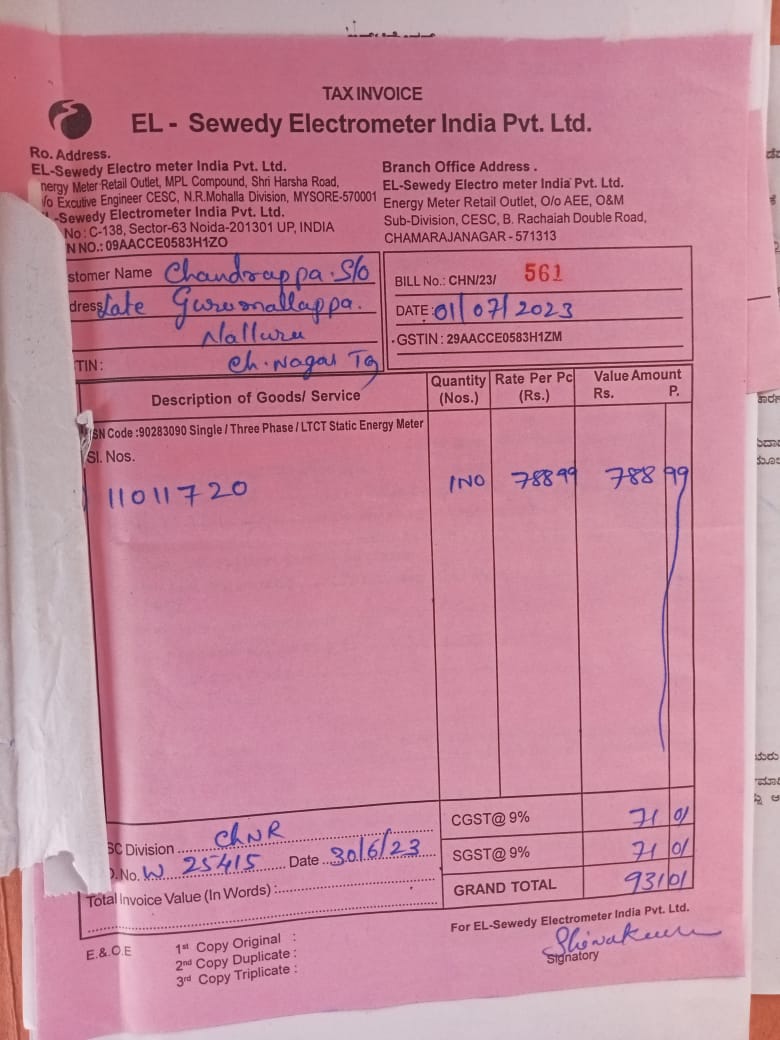 TAX INVOICE
EL - Sewedy Electrometer India Pvt. Ltd.
Ro. Address.
EL-Sewedy Electro meter India Pvt. Ltd.
nergy Meter Retail Outlet, MPL Compound, Shri Harsha Road,
/o Excutive Engineer CESC, N.R.Mohalla Division, MYSORE-570001
-Sewedy Electrometer India Pvt. Ltd.
No : C-138, Sector-63 Noida-201301 UP, INDIA
N NO.: 09AACCE0583H1ZO
Branch Office Address .
EL-Sewedy Electro meter India Pvt. Ltd.
Energy Meter Retail Outlet, O/o AEE, O&M
Sub-Division, CESC, B. Rachaiah Double Road,
CHAMARAJANAGAR - 571313
stomer Name Chandrappa. S/o
dress Late Gurumallappa.
Nalluru
TIN : Ch. Nagar Tq
BILL No.: CHN/23/ 561
DATE : 01/07/2023
GSTIN : 29AACCE0583H1ZM
Description of Goods/ Service
Quantity (Nos.)
Rate Per Pc (Rs.)
Value Amount
Rs. P.
SN Code :90283090 Single / Three Phase / LTCT Static Energy Meter
Sl. Nos.
11011720 1NO 788 99 788 99
CGST@ 9% 71 01
SGST@ 9% 71 01
GRAND TOTAL 931 01
SC Division ChNR
No. W 25415 Date 30/6/23
Total Invoice Value (In Words) :
For EL-Sewedy Electrometer India Pvt. Ltd.
Shivakum
Signatory
E.& O.E
1st Copy Original :
2nd Copy Duplicate :
3rd Copy Triplicate :